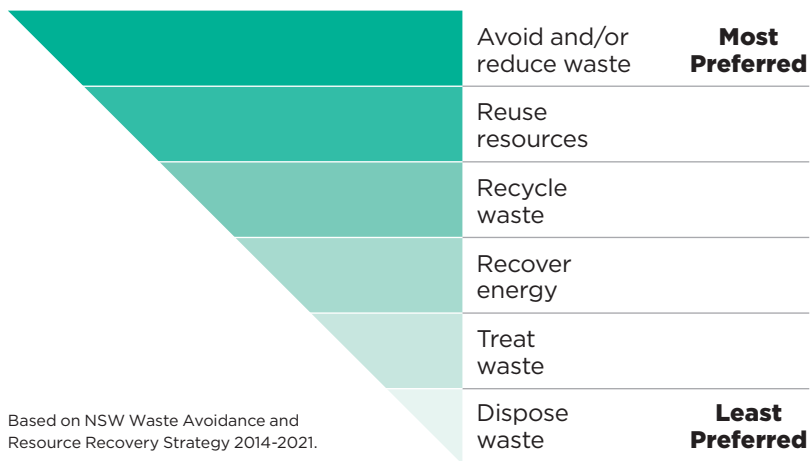 Avoid and/or
reduce waste
Most
Preferred
Reuse
resources
Recycle
waste
Recover
energy
Treat
waste
Dispose
waste
Least
Preferred
Based on NSW Waste Avoidance and
Resource Recovery Strategy 2014-2021.